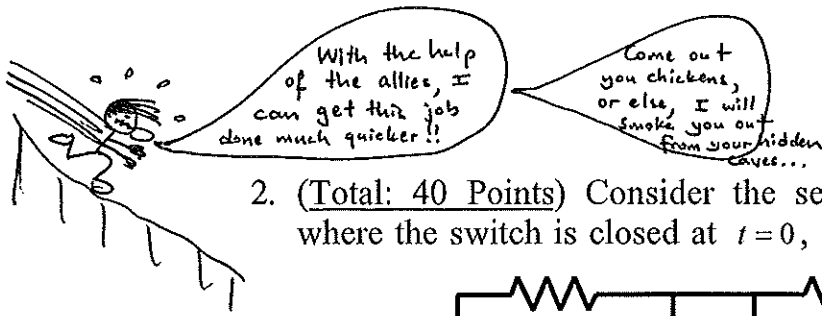 With the help
of the allies, I
can get this job
done much quicker!!
Come out
you chickens,
or else, I will
smoke you out
from your hidden
caves...
2. (Total: 40 Points) Consider the se
where the switch is closed at t = 0,